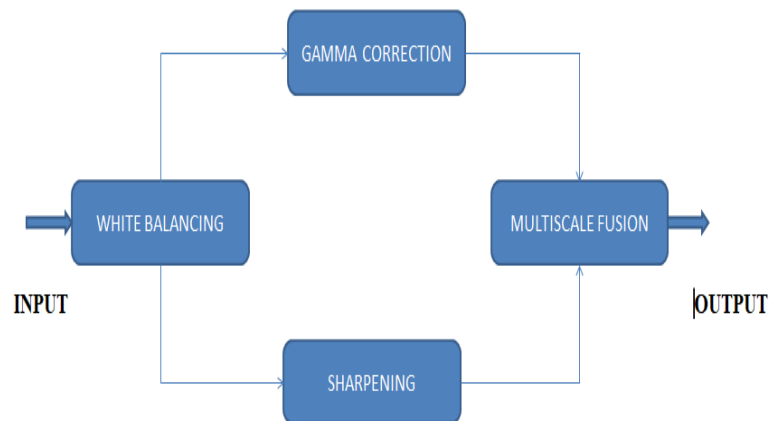 GAMMA CORRECTION
WHITE BALANCING
MULTISCALE FUSION
INPUT
OUTPUT
SHARPENING